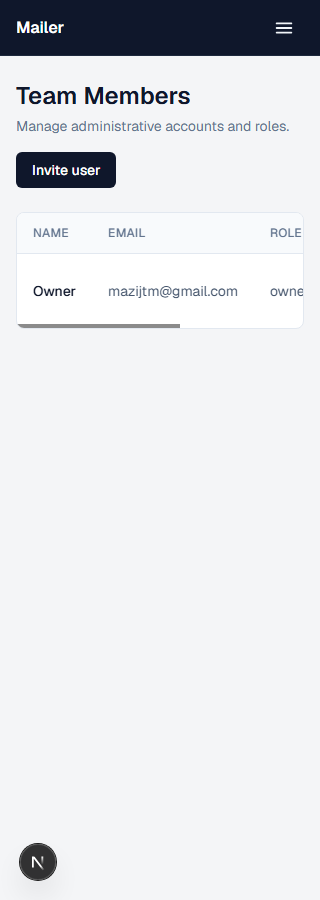 Mailer
Team Members
Manage administrative accounts and roles.
Invite user
NAME EMAIL ROLE
Owner mazijtm@gmail.com owne
N